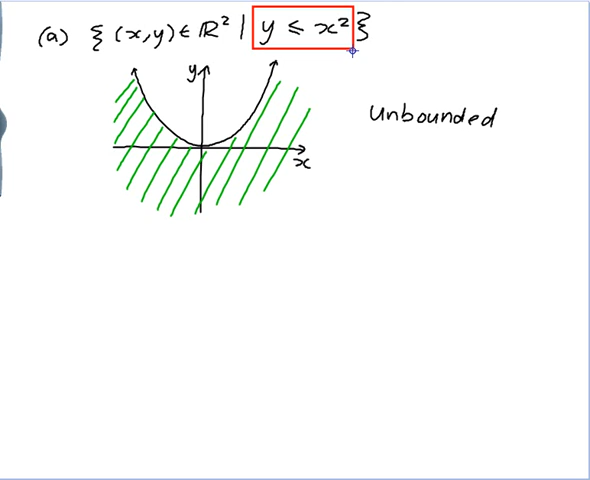 (a) { (x,y) ∈ ℝ² | y ≤ x² }
y
unbounded
x